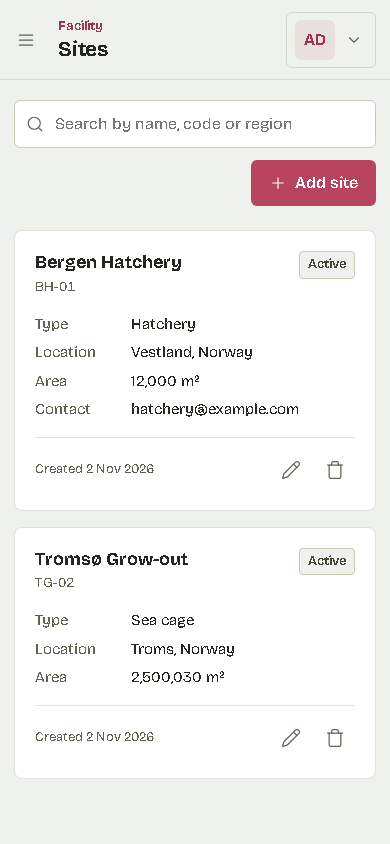 Facility
Sites
AD
Search by name, code or region
Add site
Bergen Hatchery
Active
BH-01
Type Hatchery
Location Vestland, Norway
Area 12,000 m²
Contact hatchery@example.com
Created 2 Nov 2026
Tromsø Grow-out
Active
TG-02
Type Sea cage
Location Troms, Norway
Area 2,500,030 m²
Created 2 Nov 2026